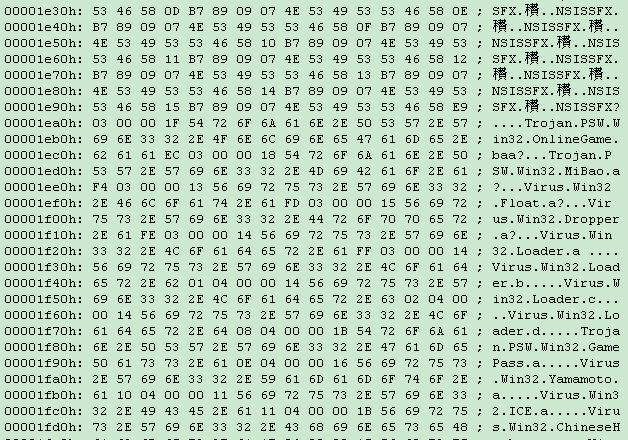 00001e30h: 53 46 58 0D B7 89 09 07 4E 53 49 53 53 46 58 0E ; SFX.穳..NSISSFX.
00001e40h: B7 89 09 07 4E 53 49 53 53 46 58 0F B7 89 09 07 ; 穳..NSISSFX.穳..
00001e50h: 4E 53 49 53 53 46 58 10 B7 89 09 07 4E 53 49 53 ; NSISSFX.穳..NSIS
00001e60h: 53 46 58 11 B7 89 09 07 4E 53 49 53 53 46 58 12 ; SFX.穳..NSISSFX.
00001e70h: B7 89 09 07 4E 53 49 53 53 46 58 13 B7 89 09 07 ; 穳..NSISSFX.穳..
00001e80h: 4E 53 49 53 53 46 58 14 B7 89 09 07 4E 53 49 53 ; NSISSFX.穳..NSIS
00001e90h: 53 46 58 15 B7 89 09 07 4E 53 49 53 53 46 58 E9 ; SFX.穳..NSISSFX?
00001ea0h: 03 00 00 1F 54 72 6F 6A 61 6E 2E 50 53 57 2E 57 ; ....Trojan.PSW.W
00001eb0h: 69 6E 33 32 2E 4F 6E 6C 69 6E 65 47 61 6D 65 2E ; in32.OnlineGame.
00001ec0h: 62 61 61 EC 03 00 00 18 54 72 6F 6A 61 6E 2E 50 ; baa?...Trojan.P
00001ed0h: 53 57 2E 57 69 6E 33 32 2E 4D 69 42 61 6F 2E 61 ; SW.Win32.MiBao.a
00001ee0h: F4 03 00 00 13 56 69 72 75 73 2E 57 69 6E 33 32 ; ?...Virus.Win32
00001ef0h: 2E 46 6C 6F 61 74 2E 61 FD 03 00 00 15 56 69 72 ; .Float.a?...Vir
00001f00h: 75 73 2E 57 69 6E 33 32 2E 44 72 6F 70 70 65 72 ; us.Win32.Dropper
00001f10h: 2E 61 FE 03 00 00 14 56 69 72 75 73 2E 57 69 6E ; .a?...Virus.Win
00001f20h: 33 32 2E 4C 6F 61 64 65 72 2E 61 FF 03 00 00 14 ; 32.Loader.a ....
00001f30h: 56 69 72 75 73 2E 57 69 6E 33 32 2E 4C 6F 61 64 ; Virus.Win32.Load
00001f40h: 65 72 2E 62 01 04 00 00 14 56 69 72 75 73 2E 57 ; er.b.....Virus.W
00001f50h: 69 6E 33 32 2E 4C 6F 61 64 65 72 2E 63 02 04 00 ; in32.Loader.c...
00001f60h: 00 14 56 69 72 75 73 2E 57 69 6E 33 32 2E 4C 6F ; ..Virus.Win32.Lo
00001f70h: 61 64 65 72 2E 64 08 04 00 00 1B 54 72 6F 6A 61 ; ader.d.....Troja
00001f80h: 6E 2E 50 53 57 2E 57 69 6E 33 32 2E 47 61 6D 65 ; n.PSW.Win32.Game
00001f90h: 50 61 73 73 2E 61 0E 04 00 00 16 56 69 72 75 73 ; Pass.a.....Virus
00001fa0h: 2E 57 69 6E 33 32 2E 59 61 6D 61 6D 6F 74 6F 2E ; .Win32.Yamamoto.
00001fb0h: 61 10 04 00 00 11 56 69 72 75 73 2E 57 69 6E 33 ; a.....Virus.Win3
00001fc0h: 32 2E 49 43 45 2E 61 11 04 00 00 1B 56 69 72 75 ; 2.ICE.a.....Viru
00001fd0h: 73 2E 57 69 6E 33 32 2E 43 68 69 6E 65 73 65 48 ; s.Win32.ChineseH